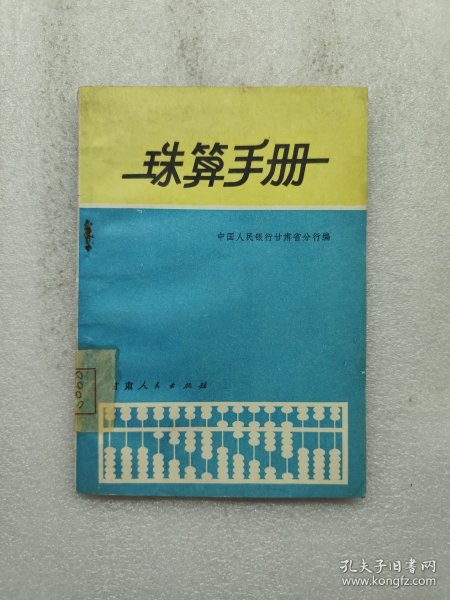 珠算手册
中国人民银行甘肃省分行编
甘肃人民出版社
孔夫子旧书网
www.kongfz.com